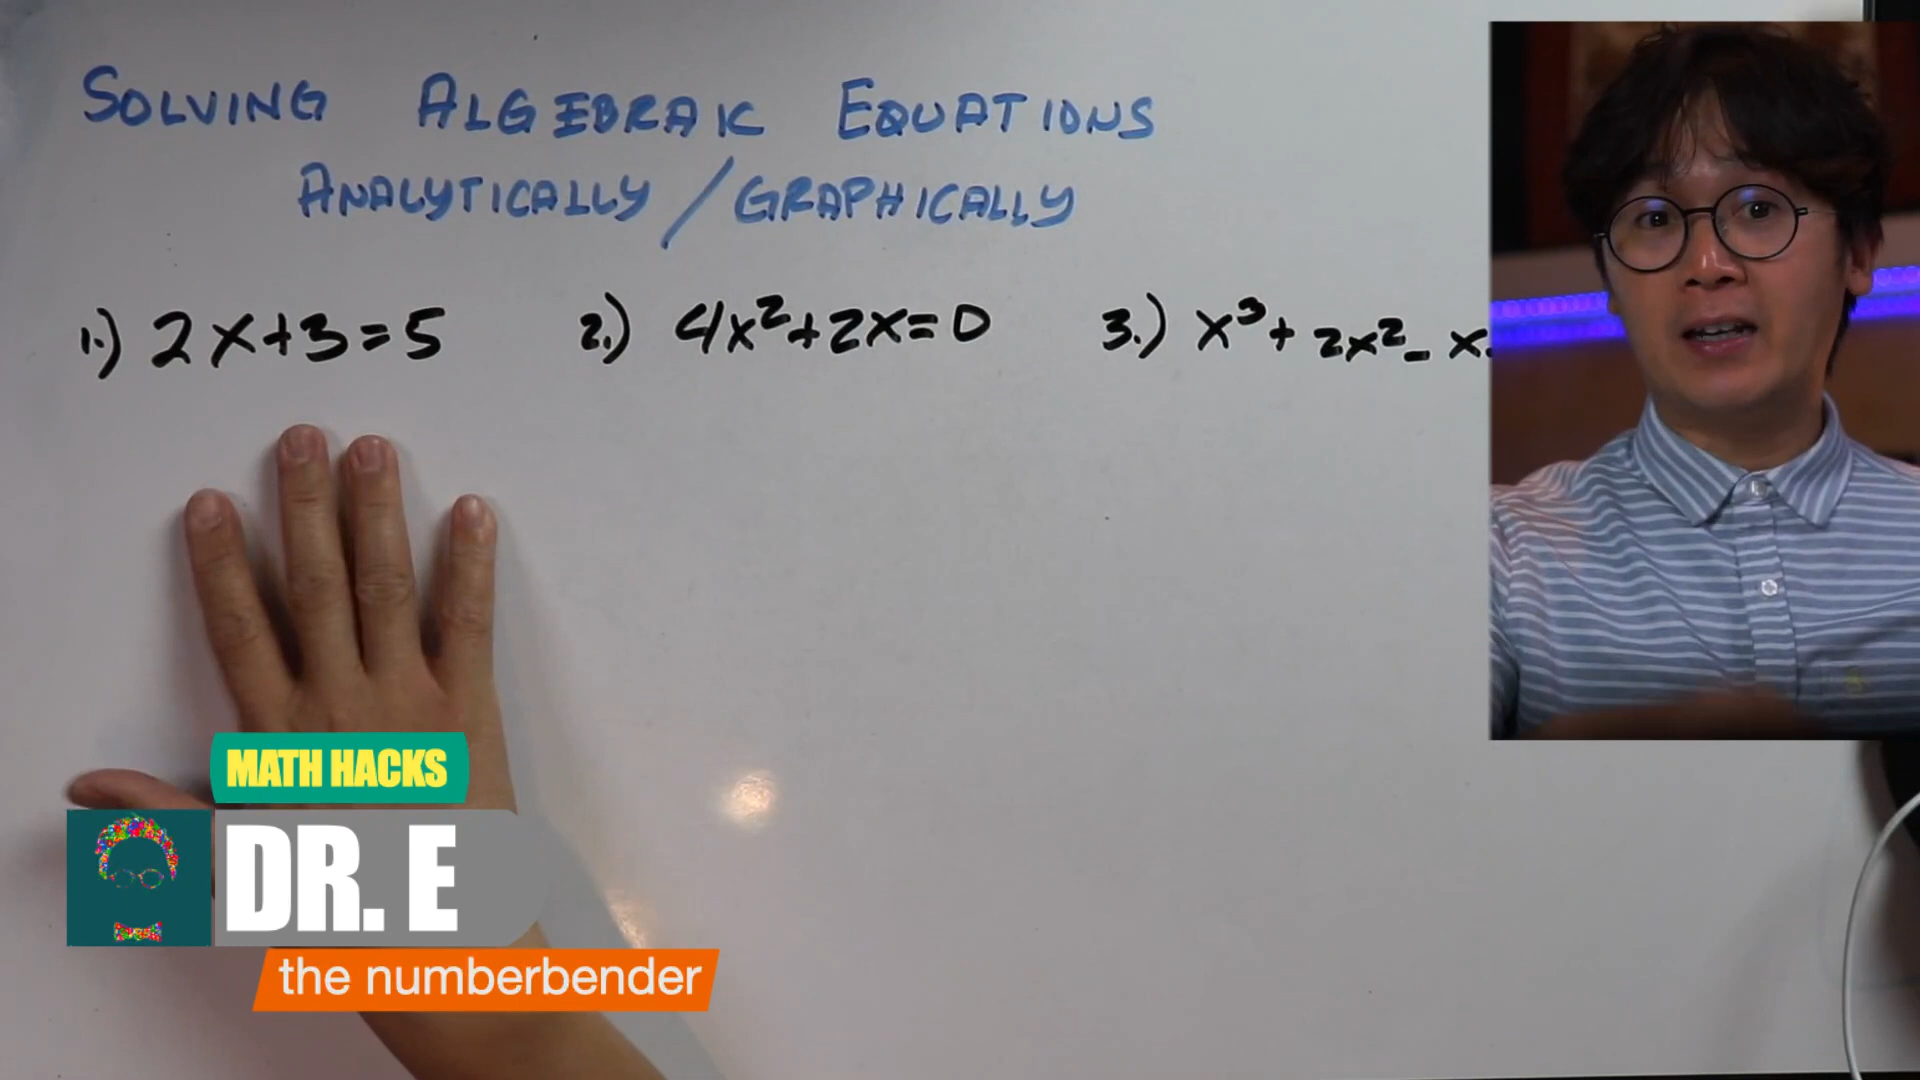 SOLVING ALGEBRAIC EQUATIONS
ANALYTICALLY / GRAPHICALLY
1.) 2x+3=5 2.) 4x²+2x=0 3.) x³+2x²-x
MATH HACKS
DR. E
the numberbender